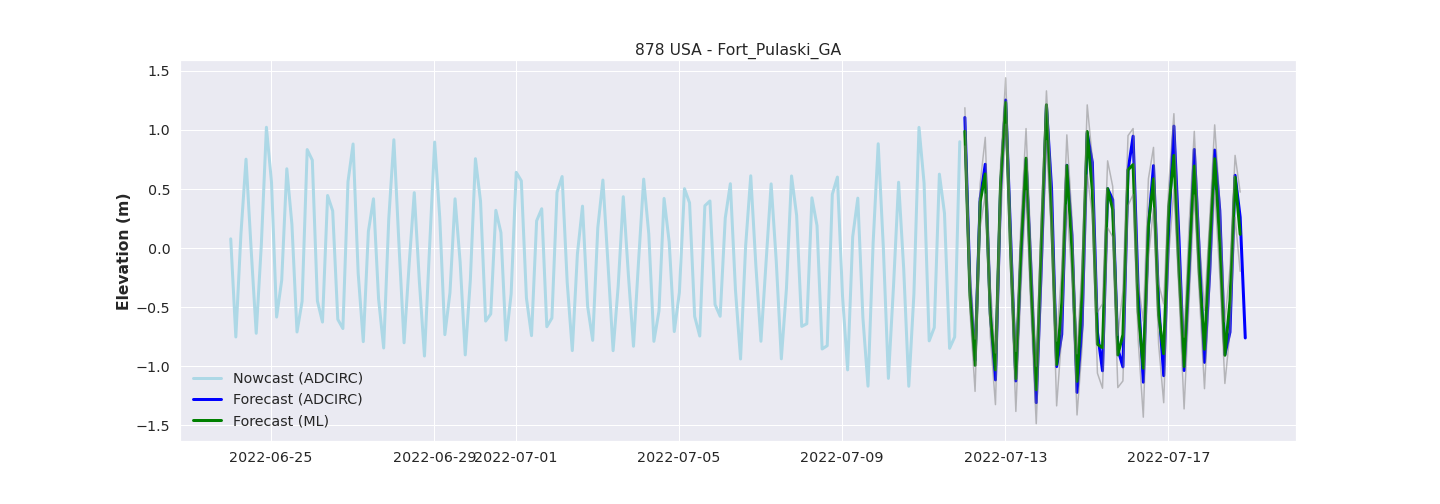 878 USA - Fort_Pulaski_GA
Elevation (m)
1.5
1.0
0.5
0.0
−0.5
−1.0
−1.5
Nowcast (ADCIRC)
Forecast (ADCIRC)
Forecast (ML)
2022-06-25
2022-06-29
2022-07-01
2022-07-05
2022-07-09
2022-07-13
2022-07-17